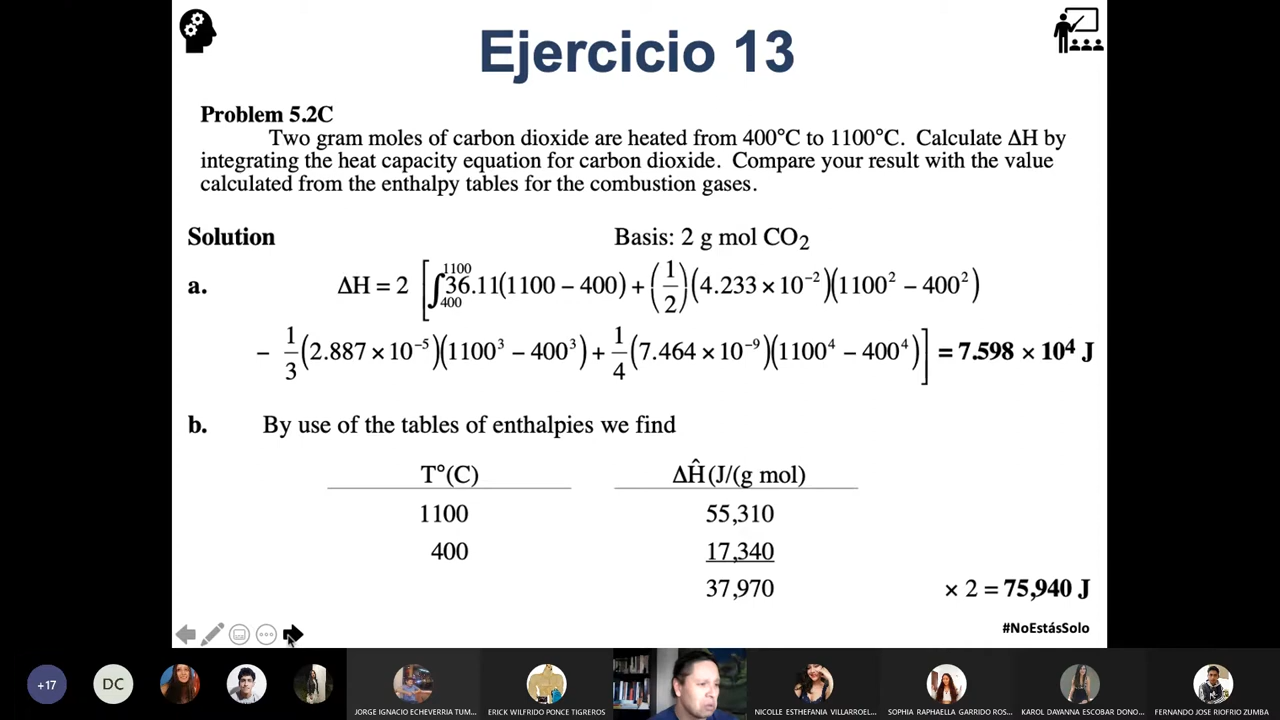 Ejercicio 13
Problem 5.2C
Two gram moles of carbon dioxide are heated from 400°C to 1100°C. Calculate ΔH by
integrating the heat capacity equation for carbon dioxide. Compare your result with the value
calculated from the enthalpy tables for the combustion gases.
Solution Basis: 2 g mol CO₂
a. ΔH = 2 [∫₄₀₀¹¹⁰⁰ 36.11(1100 – 400) + (1/2)(4.233 × 10⁻²)(1100² – 400²)
– 1/3 (2.887 × 10⁻⁵)(1100³ – 400³) + 1/4 (7.464 × 10⁻⁹)(1100⁴ – 400⁴)] = 7.598 × 10⁴ J
b. By use of the tables of enthalpies we find
T°(C) ΔĤ(J/(g mol)
1100 55,310
400 17,340
37,970 × 2 = 75,940 J
#NoEstásSolo
+17 DC
JORGE IGNACIO ECHEVERRIA TUM... ERICK WILFRIDO PONCE TIGREROS NICOLLE ESTHEFANIA VILLARROEL... SOPHIA RAPHAELLA GARRIDO ROS... KAROL DAYANNA ESCOBAR DONO... FERNANDO JOSE RIOFRIO ZUMBA